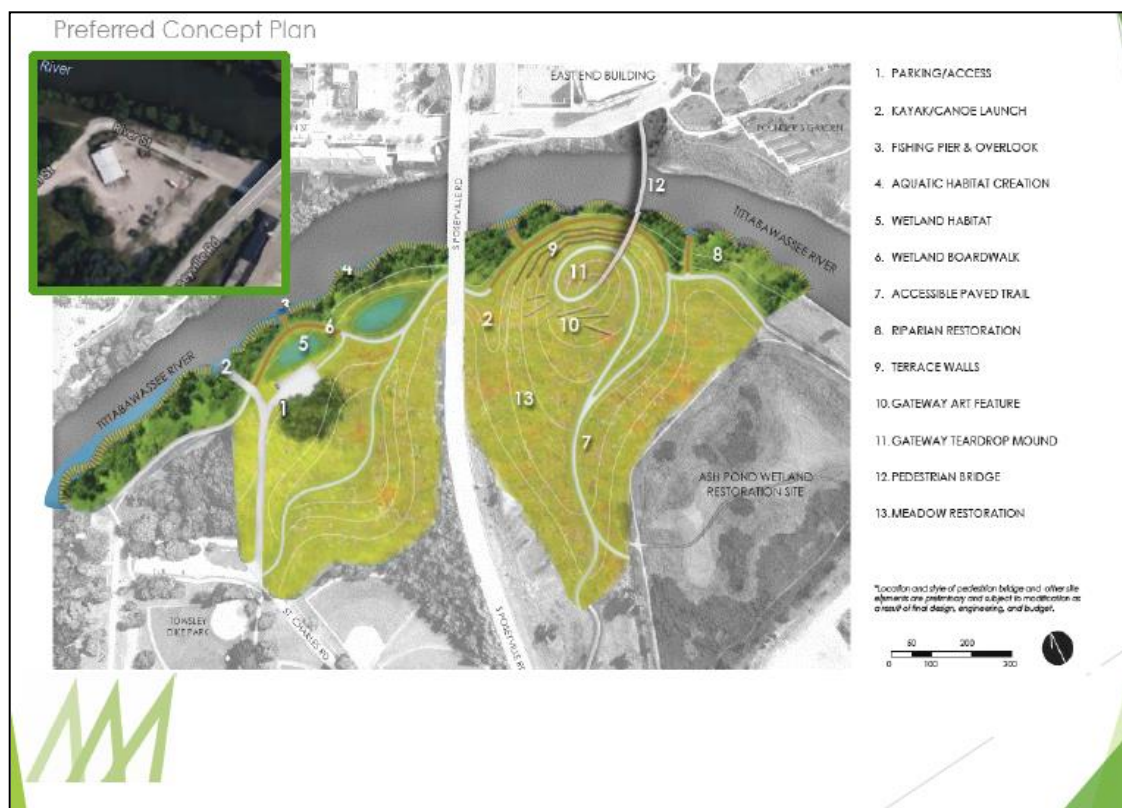 Preferred Concept Plan
River
River St
EAST END BUILDING
S POSEYVILLE RD
12
TITTABAWASSEE RIVER
9
8
4
11
3
2
10
6
5
2
TITTABAWASSEE RIVER
1
13
7
ASH POND WETLAND
RESTORATION SITE
TOWSLEY
DIKE PARK
ST. CHARLES RD
S POSEYVILLE RD
1. PARKING/ACCESS
2. KAYAK/CANOE LAUNCH
3. FISHING PIER & OVERLOOK
4. AQUATIC HABITAT CREATION
5. WETLAND HABITAT
6. WETLAND BOARDWALK
7. ACCESSIBLE PAVED TRAIL
8. RIPARIAN RESTORATION
9. TERRACE WALLS
10. GATEWAY ART FEATURE
11. GATEWAY TEARDROP MOUND
12. PEDESTRIAN BRIDGE
13. MEADOW RESTORATION
*Location and style of pedestrian bridge and other site
elements are preliminary and subject to modification as
a result of final design, engineering, and budget.
50 200
0 100 300